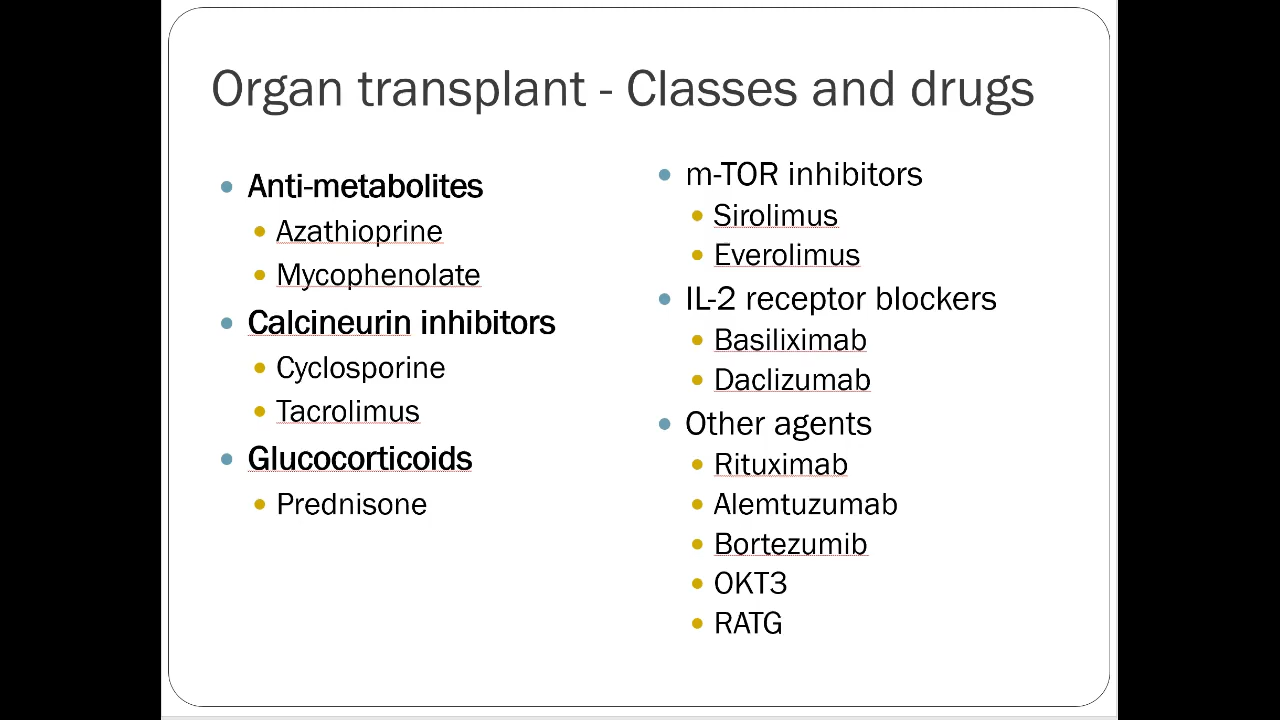 Organ transplant - Classes and drugs
Anti-metabolites
Azathioprine
Mycophenolate
Calcineurin inhibitors
Cyclosporine
Tacrolimus
Glucocorticoids
Prednisone
m-TOR inhibitors
Sirolimus
Everolimus
IL-2 receptor blockers
Basiliximab
Daclizumab
Other agents
Rituximab
Alemtuzumab
Bortezumib
OKT3
RATG